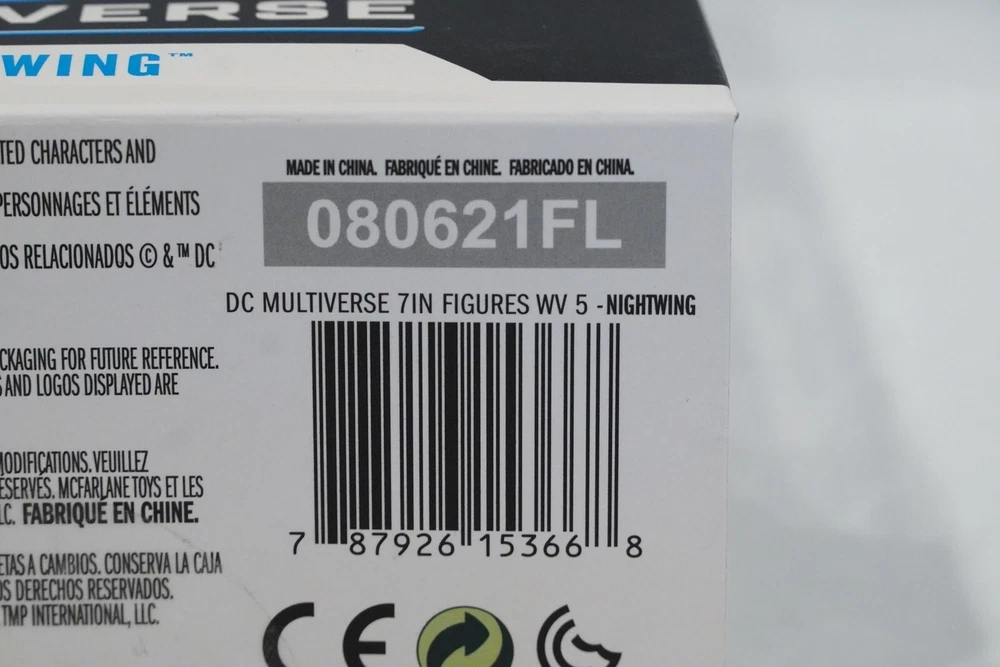 VERSE
WING™
TED CHARACTERS AND
PERSONNAGES ET ÉLÉMENTS
OS RELACIONADOS © & ™ DC
CKAGING FOR FUTURE REFERENCE.
AND LOGOS DISPLAYED ARE
MODIFICATIONS. VEUILLEZ
ÉSERVÉS. MCFARLANE TOYS ET LES
LC. FABRIQUÉ EN CHINE.
ETAS A CAMBIOS. CONSERVA LA CAJA
OS DERECHOS RESERVADOS.
TMP INTERNATIONAL, LLC.
MADE IN CHINA. FABRIQUÉ EN CHINE. FABRICADO EN CHINA.
080621FL
DC MULTIVERSE 7IN FIGURES WV 5 -NIGHTWING
7 87926 15366 8
CE